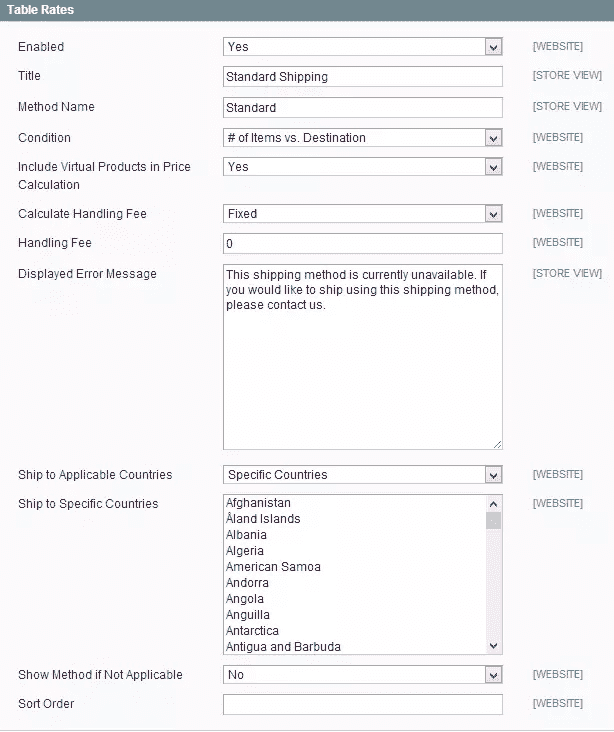 Table Rates
Enabled Yes [WEBSITE]
Title Standard Shipping [STORE VIEW]
Method Name Standard [STORE VIEW]
Condition # of Items vs. Destination [WEBSITE]
Include Virtual Products in Price Yes [WEBSITE]
Calculation
Calculate Handling Fee Fixed [WEBSITE]
Handling Fee 0 [WEBSITE]
Displayed Error Message This shipping method is currently unavailable. If [STORE VIEW]
you would like to ship using this shipping method,
please contact us.
Ship to Applicable Countries Specific Countries [WEBSITE]
Ship to Specific Countries Afghanistan [WEBSITE]
Åland Islands
Albania
Algeria
American Samoa
Andorra
Angola
Anguilla
Antarctica
Antigua and Barbuda
Show Method if Not Applicable No [WEBSITE]
Sort Order [WEBSITE]